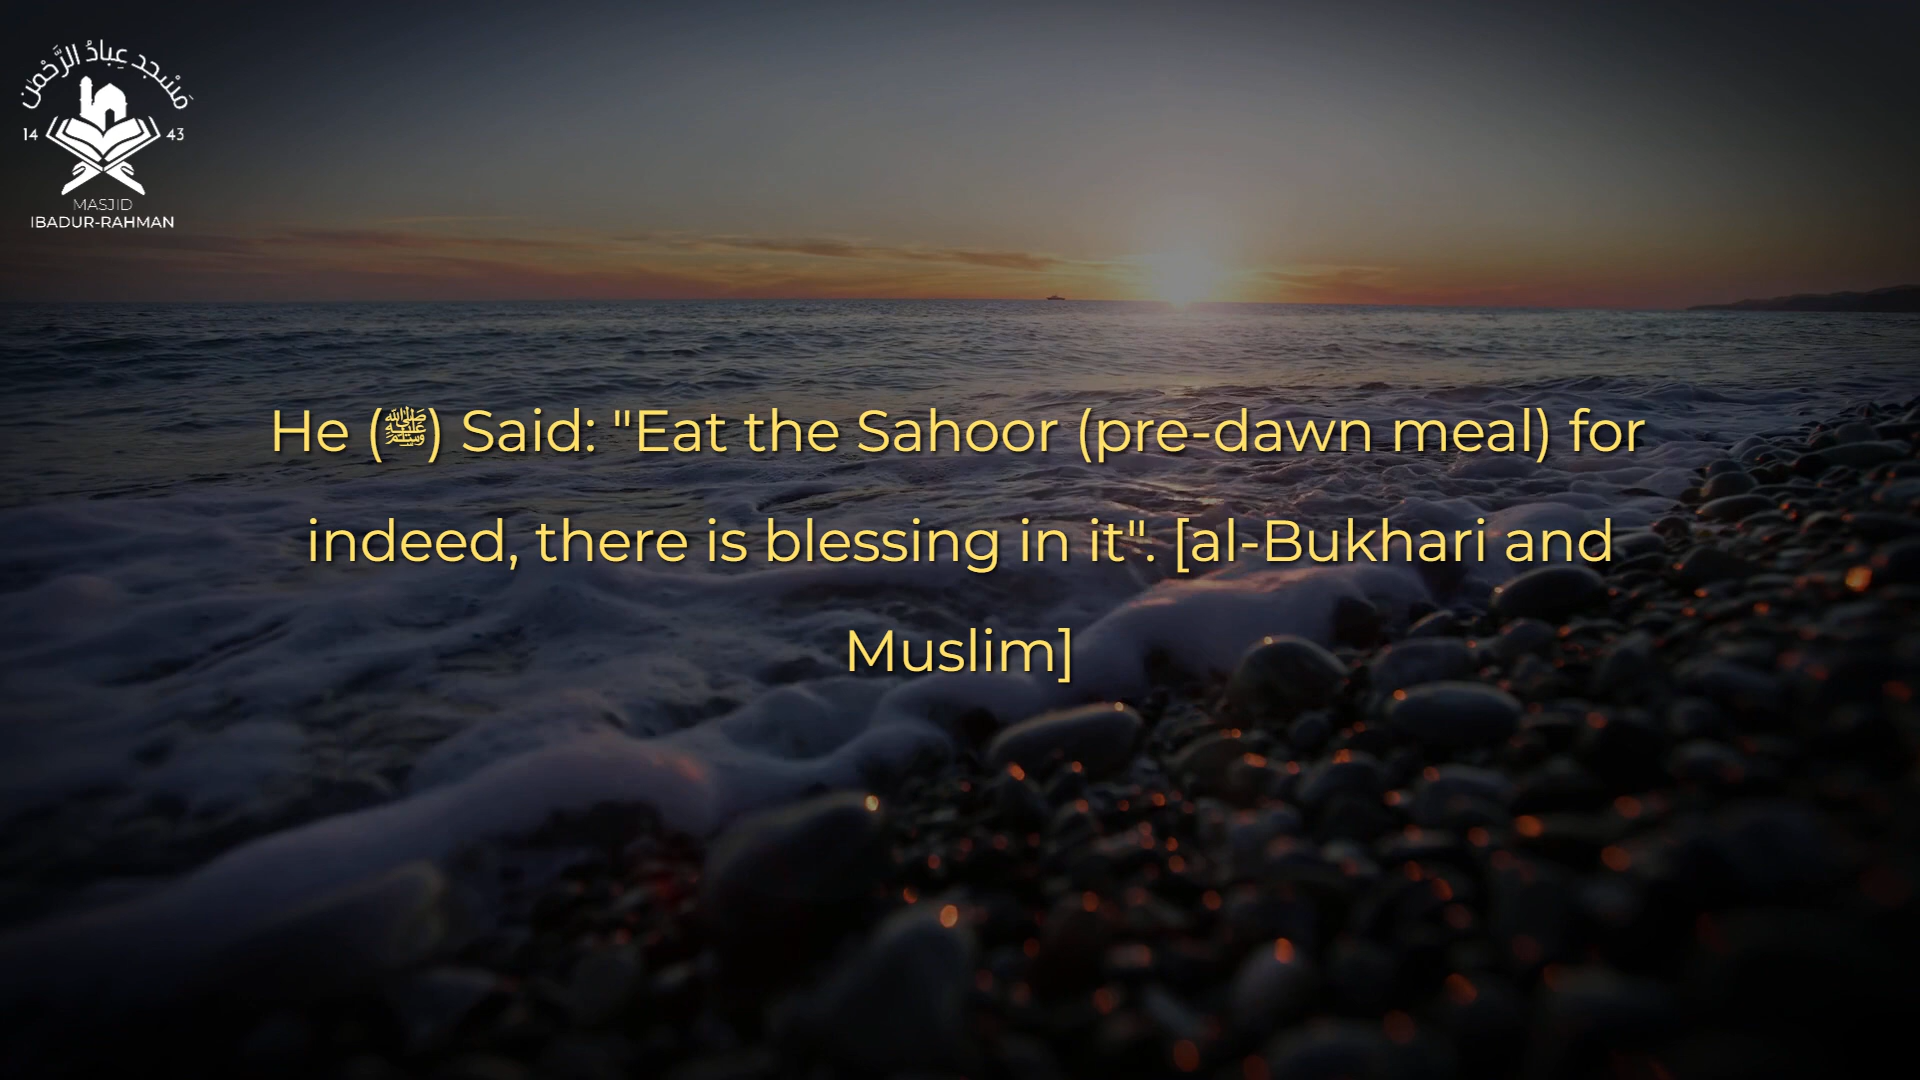 مَسْجِد عِبادُ الرَّحْمٰن
14 43
MASJID
IBADUR-RAHMAN
He (ﷺ) Said: "Eat the Sahoor (pre-dawn meal) for
indeed, there is blessing in it". [al-Bukhari and
Muslim]